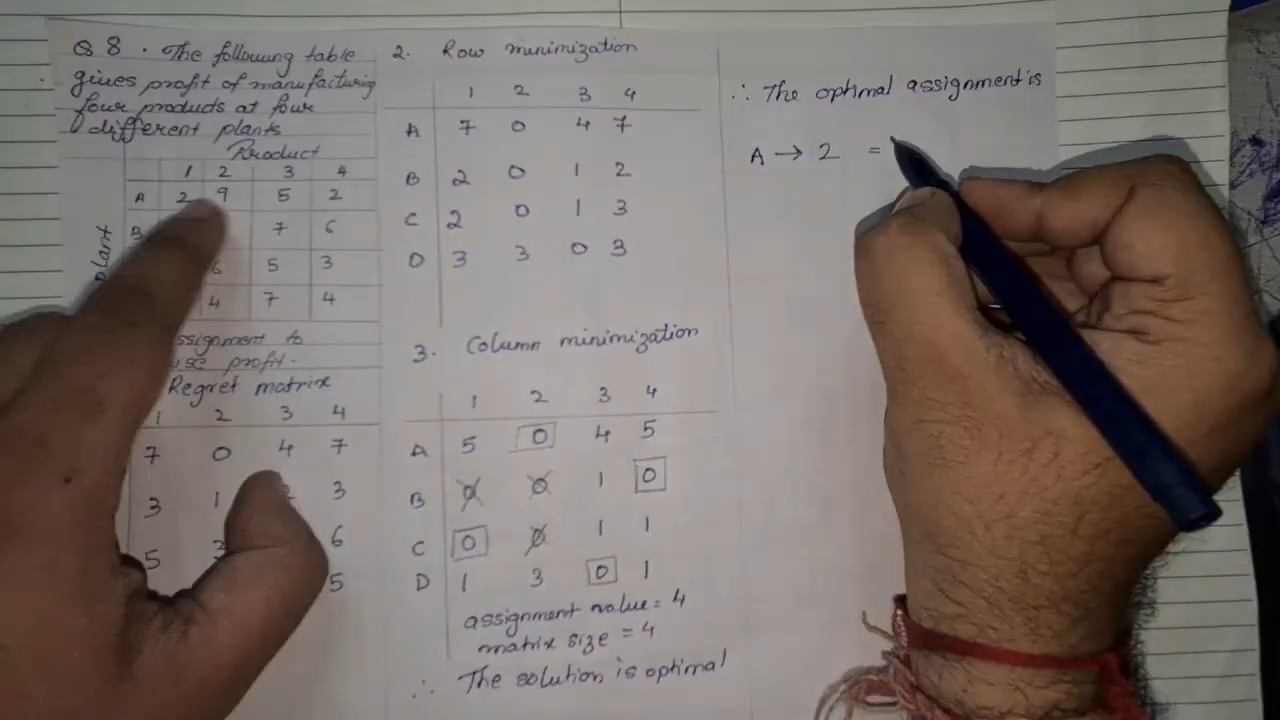 Q 8. The following table
gives profit of manufacturing
four products at four
different plants
Product
1 2 3 4
A 2 9 5 2
B 7 6
6 5 3
4 7 4
Plant
profit.
Regret matrix
1 2 3 4
7 0 4 7
3 1 3
5 6
5
2. Row minimization
1 2 3 4
A 7 0 4 7
B 2 0 1 2
C 2 0 1 3
D 3 3 0 3
3. Column minimization
1 2 3 4
A 5 0 4 5
B 0 0 1 0
C 0 0 1 1
D 1 3 0 1
assignment value = 4
matrix size = 4
∴ The solution is optimal
∴ The optimal assignment is
A → 2 =